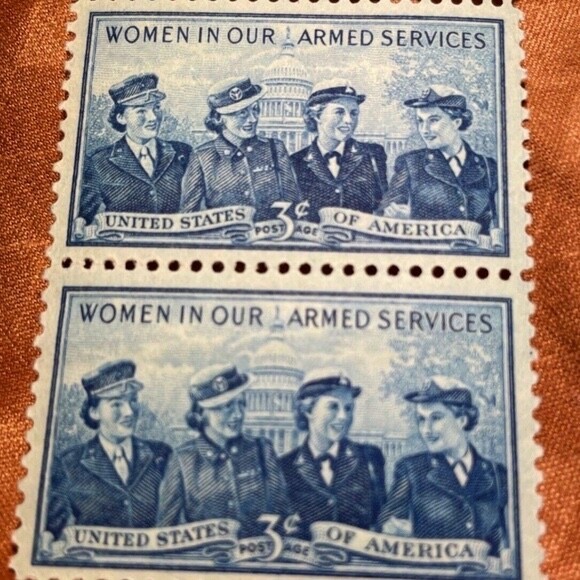 WOMEN IN OUR ARMED SERVICES
UNITED STATES 3¢ OF AMERICA
POSTAGE
WOMEN IN OUR ARMED SERVICES
UNITED STATES 3¢ OF AMERICA
POSTAGE